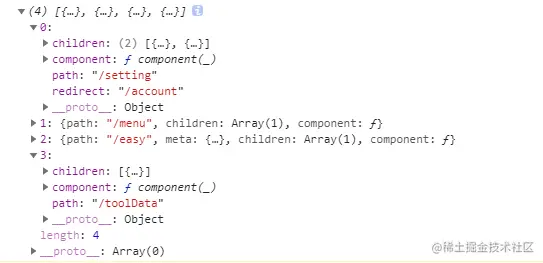 ▼(4) [{…}, {…}, {…}, {…}] i
▼0:
▶children: (2) [{…}, {…}]
▶component: ƒ component(_)
path: "/setting"
redirect: "/account"
▶__proto__: Object
▶1: {path: "/menu", children: Array(1), component: ƒ}
▶2: {path: "/easy", meta: {…}, children: Array(1), component: ƒ}
▼3:
▶children: [{…}]
▶component: ƒ component(_)
path: "/toolData"
▶__proto__: Object
length: 4
▶__proto__: Array(0)
@稀土掘金技术社区